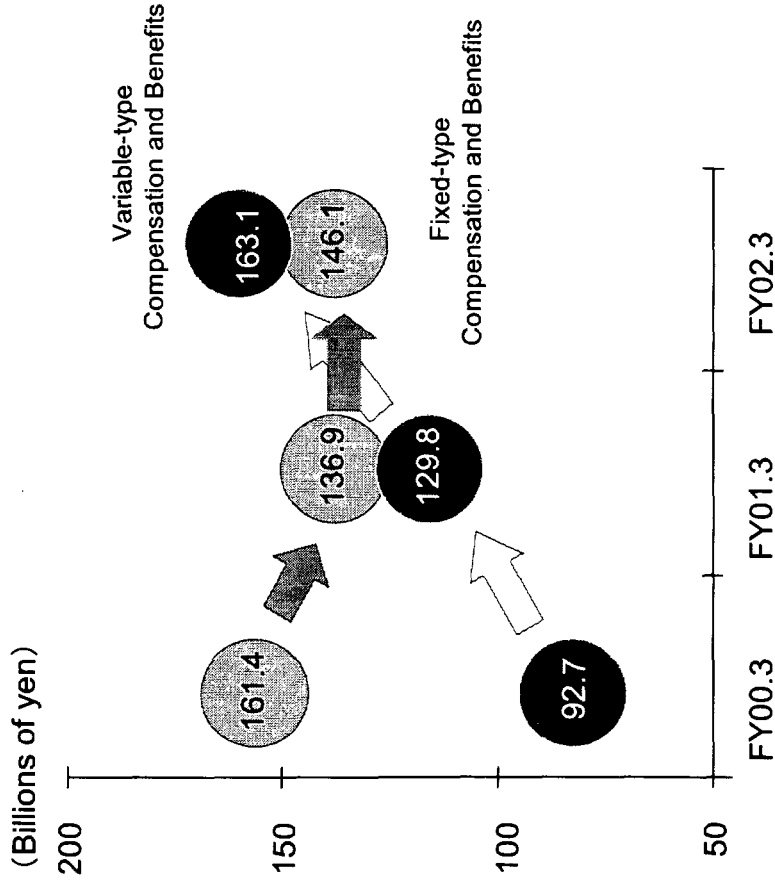 (Billions of yen)
200
150
100
50
161.4
92.7
136.9
129.8
163.1
146.1
Variable-type
Compensation and Benefits
Fixed-type
Compensation and Benefits
FY00.3
FY01.3
FY02.3